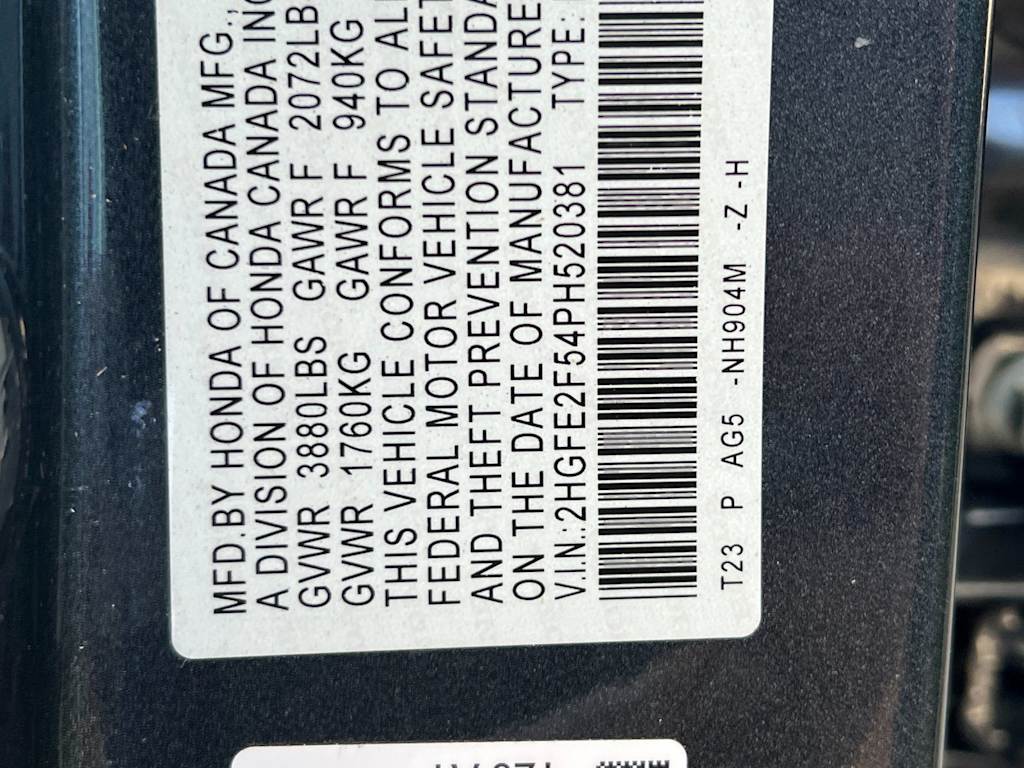 MFD.BY HONDA OF CANADA MFG.,
A DIVISION OF HONDA CANADA INC
GVWR 3880LBS GAWR F 2072LB
GVWR 1760KG GAWR F 940KG
THIS VEHICLE CONFORMS TO ALL
FEDERAL MOTOR VEHICLE SAFET
AND THEFT PREVENTION STANDA
ON THE DATE OF MANUFACTURE
V.I.N.:2HGFE2F54PH520381 TYPE:
T23 P AG5 -NH904M -Z -H